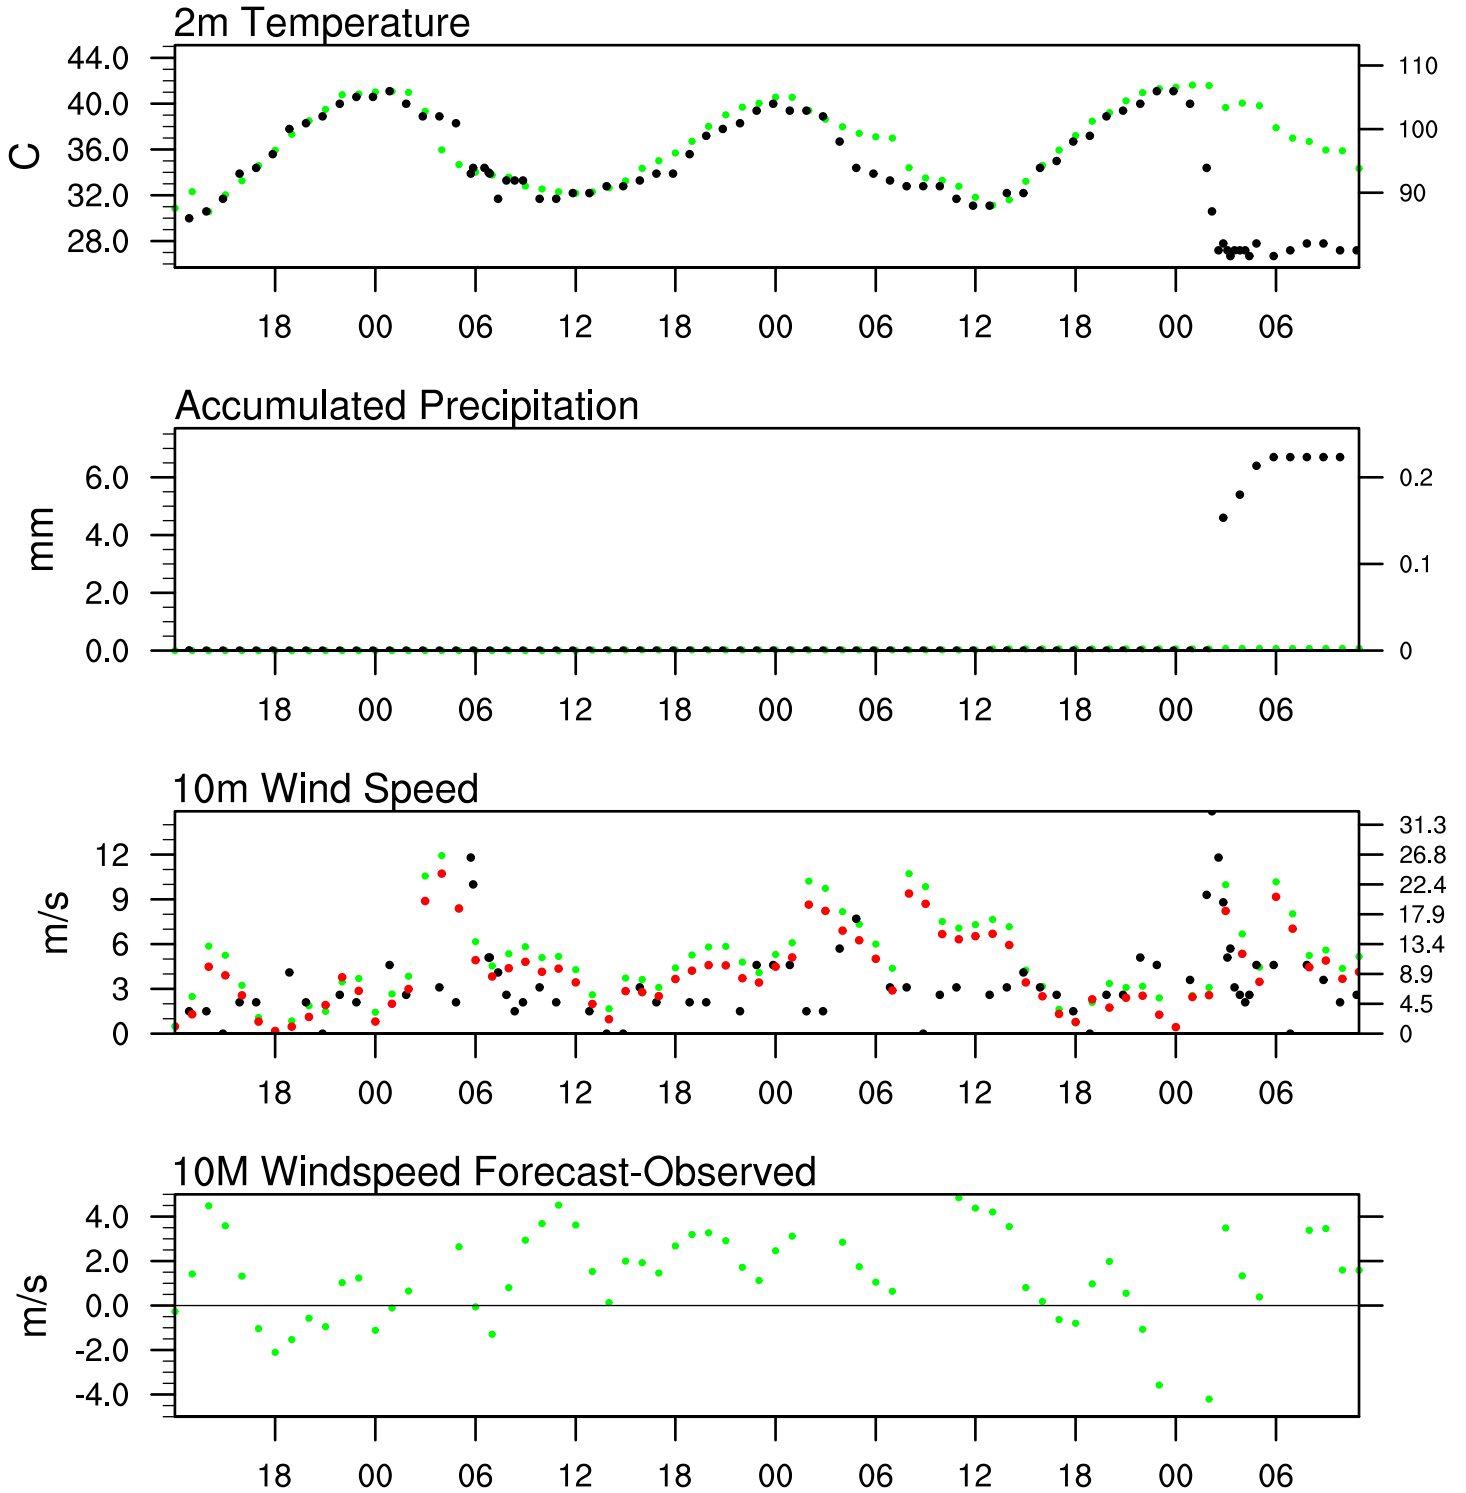 2m Temperature
44.0
40.0
36.0
32.0
28.0
C
110
100
90
18 00 06 12 18 00 06 12 18 00 06
Accumulated Precipitation
6.0
4.0
2.0
0.0
mm
0.2
0.1
0
18 00 06 12 18 00 06 12 18 00 06
10m Wind Speed
12
9
6
3
0
m/s
31.3
26.8
22.4
17.9
13.4
8.9
4.5
0
18 00 06 12 18 00 06 12 18 00 06
10M Windspeed Forecast-Observed
4.0
2.0
0.0
-2.0
-4.0
m/s
18 00 06 12 18 00 06 12 18 00 06